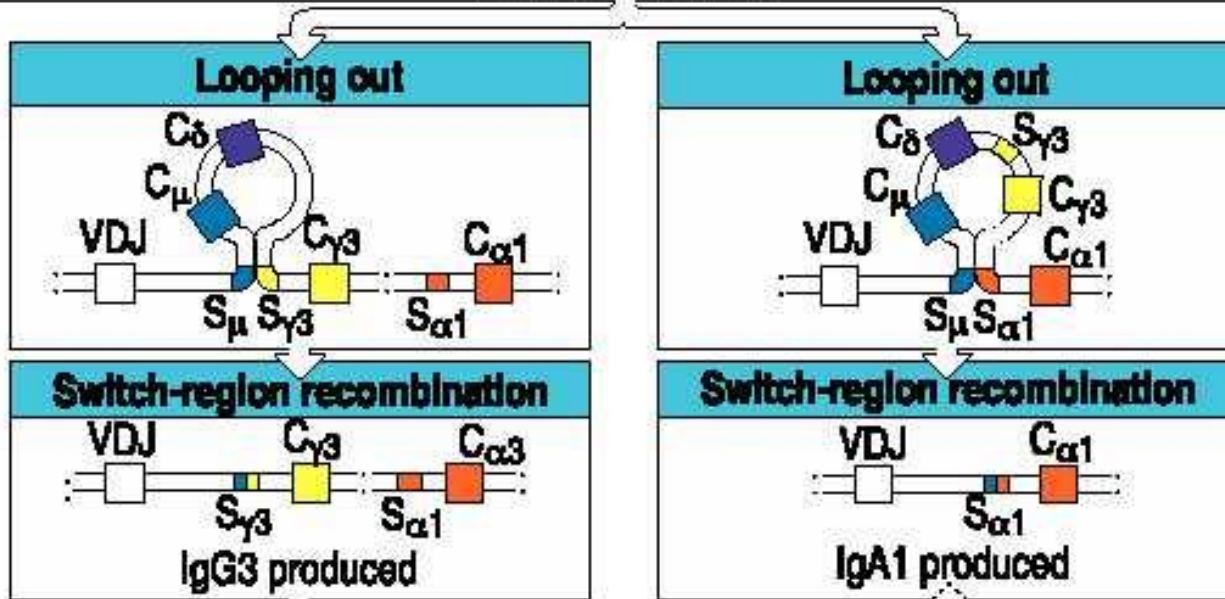 Looping out
Cδ
Cμ
VDJ
Cγ3
Cα1
Sμ Sγ3
Sα1
Switch-region recombination
VDJ
Cγ3
Cα3
Sγ3
Sα1
IgG3 produced
Looping out
Cδ
Sγ3
Cμ
Cγ3
VDJ
Cα1
Sμ Sα1
Switch-region recombination
VDJ
Cα1
Sα1
IgA1 produced